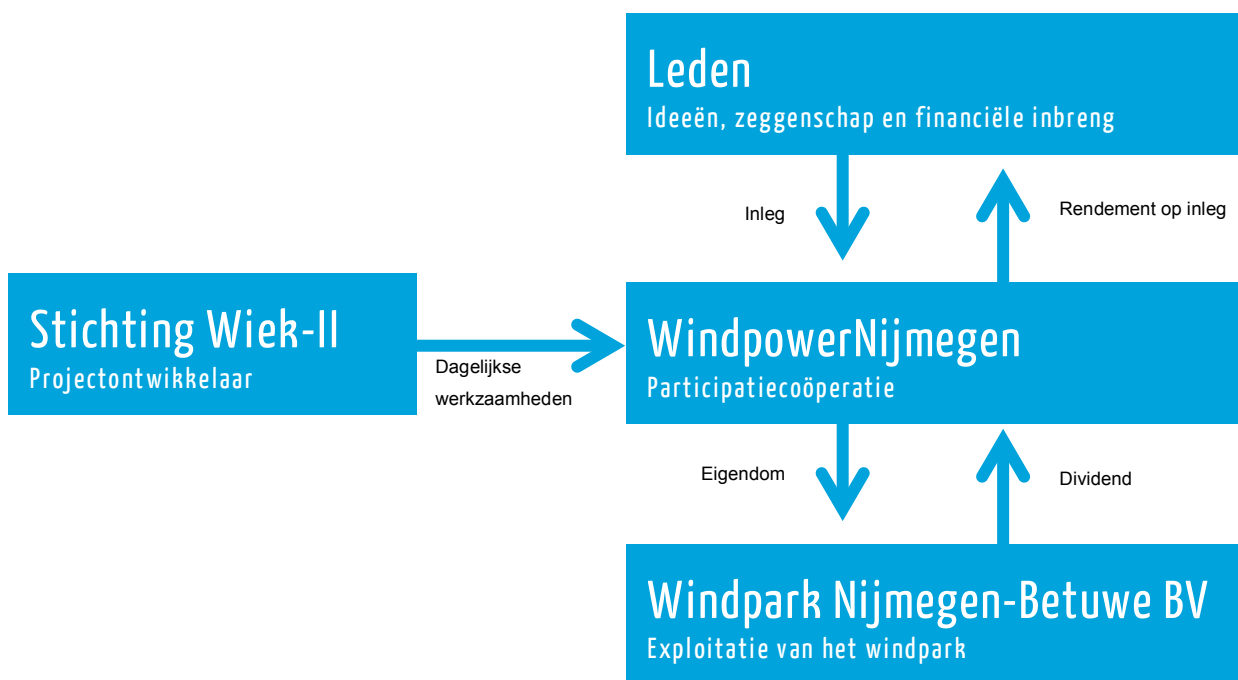 Leden
Ideeën, zeggenschap en financiële inbreng
Inleg
Rendement op inleg
Stichting Wiek-II
Projectontwikkelaar
Dagelijkse
werkzaamheden
WindpowerNijmegen
Participatiecoöperatie
Eigendom
Dividend
Windpark Nijmegen-Betuwe BV
Exploitatie van het windpark